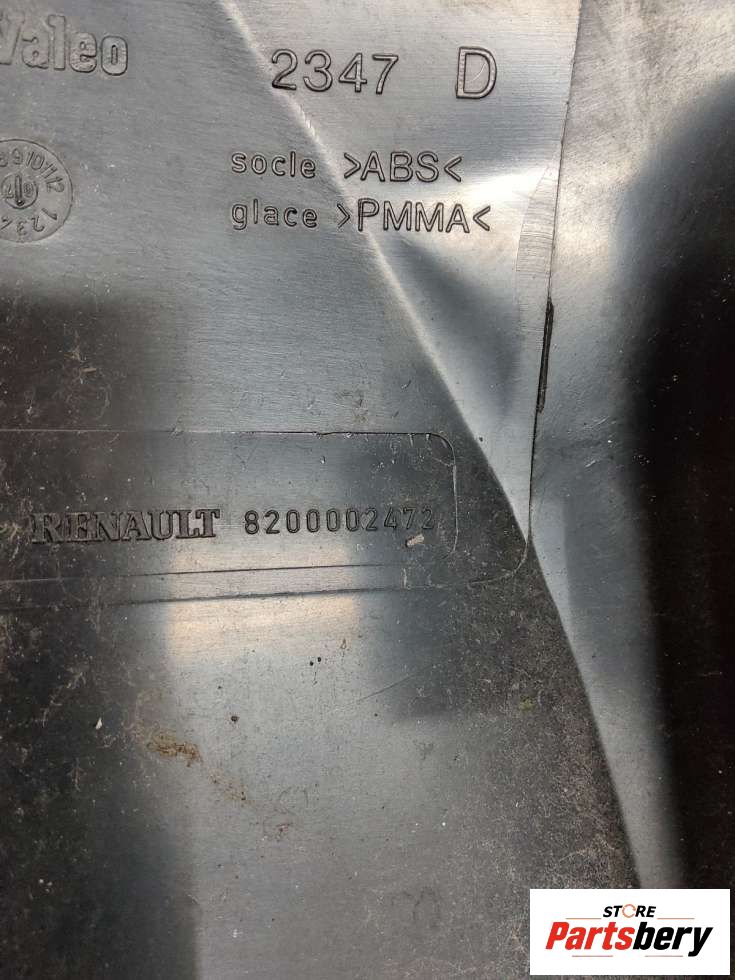 Valeo
2347 D
socle >ABS<
glace >PMMA<
RENAULT 8200002472
STORE
Partsbery